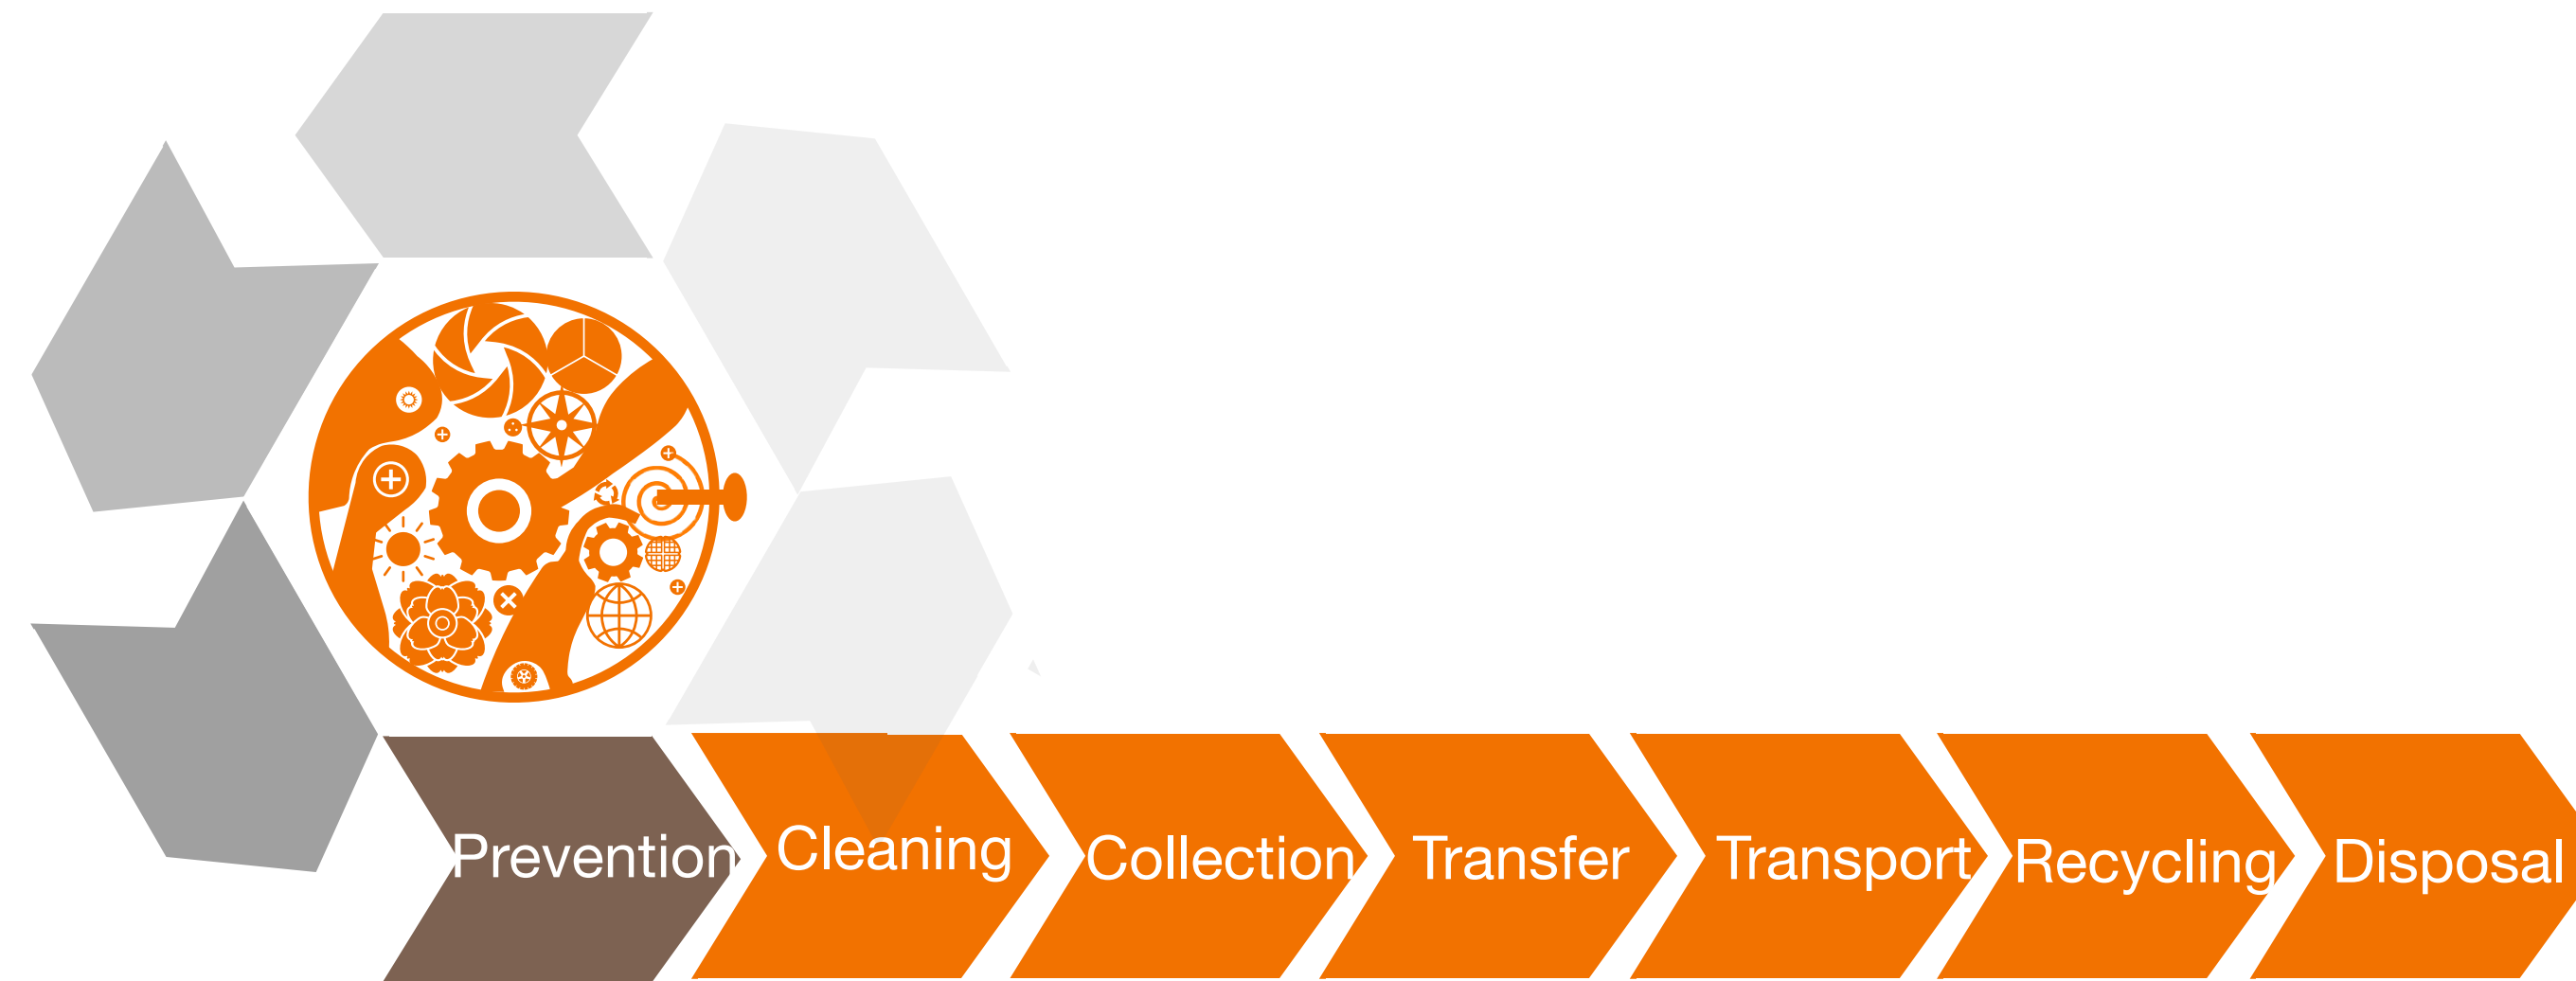 Prevention
Cleaning
Collection
Transfer
Transport
Recycling
Disposal